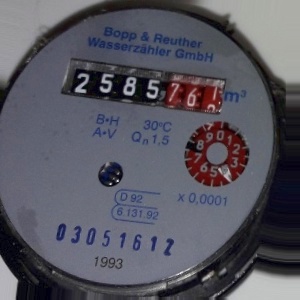 Bopp & Reuther
Wasserzähler GmbH
2585761 m³
B•H 30°C
A•V Qn 1,5
D 92
6.131.92
x 0,0001
03051612
1993